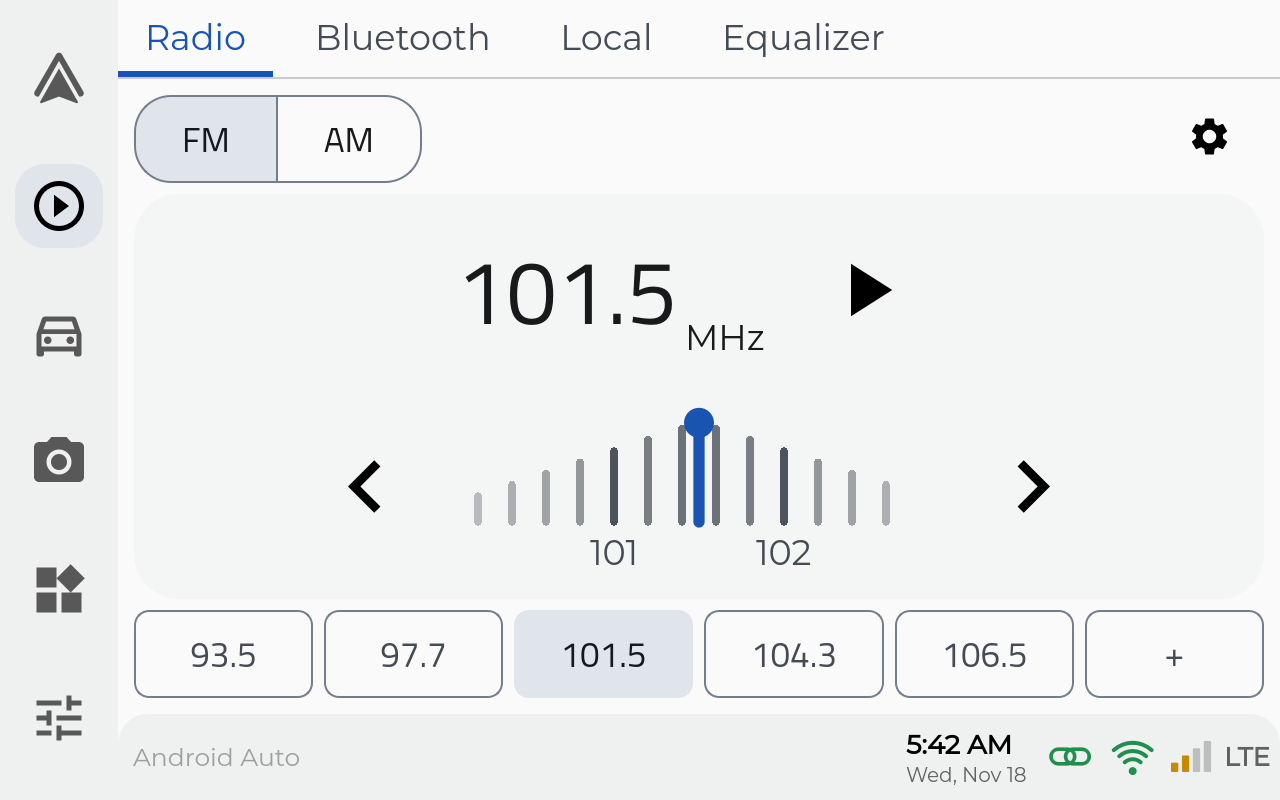 Radio Bluetooth Local Equalizer
FM AM
101.5 MHz
101 102
93.5 97.7 101.5 104.3 106.5 +
Android Auto
5:42 AM
Wed, Nov 18
LTE